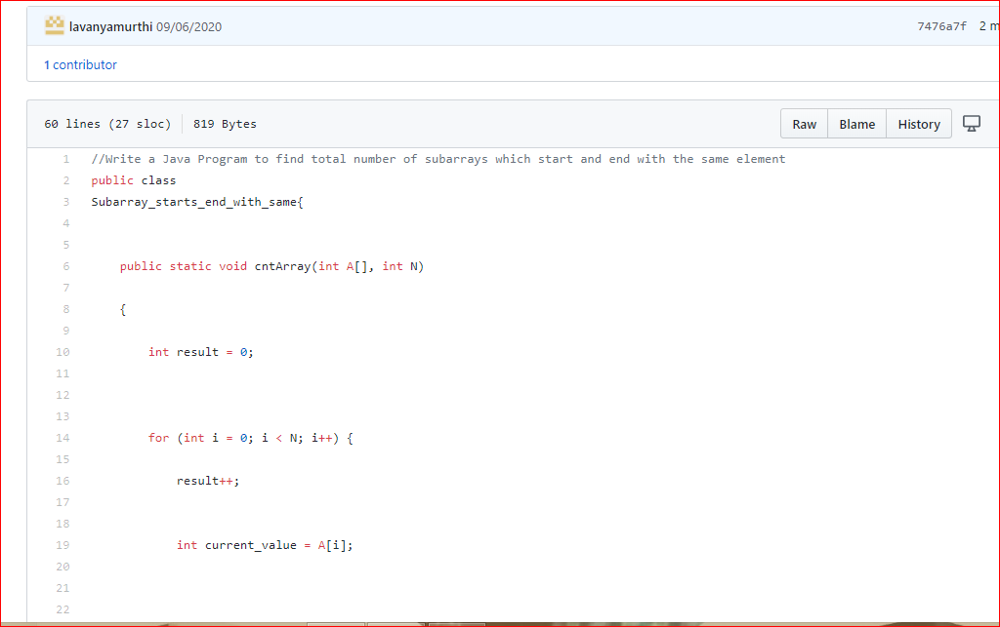 lavanyamurthi 09/06/2020 7476a7f 2 m
1 contributor
60 lines (27 sloc) 819 Bytes Raw Blame History
1 //Write a Java Program to find total number of subarrays which start and end with the same element
2 public class
3 Subarray_starts_end_with_same{
4
5
6 public static void cntArray(int A[], int N)
7
8 {
9
10 int result = 0;
11
12
13
14 for (int i = 0; i < N; i++) {
15
16 result++;
17
18
19 int current_value = A[i];
20
21
22